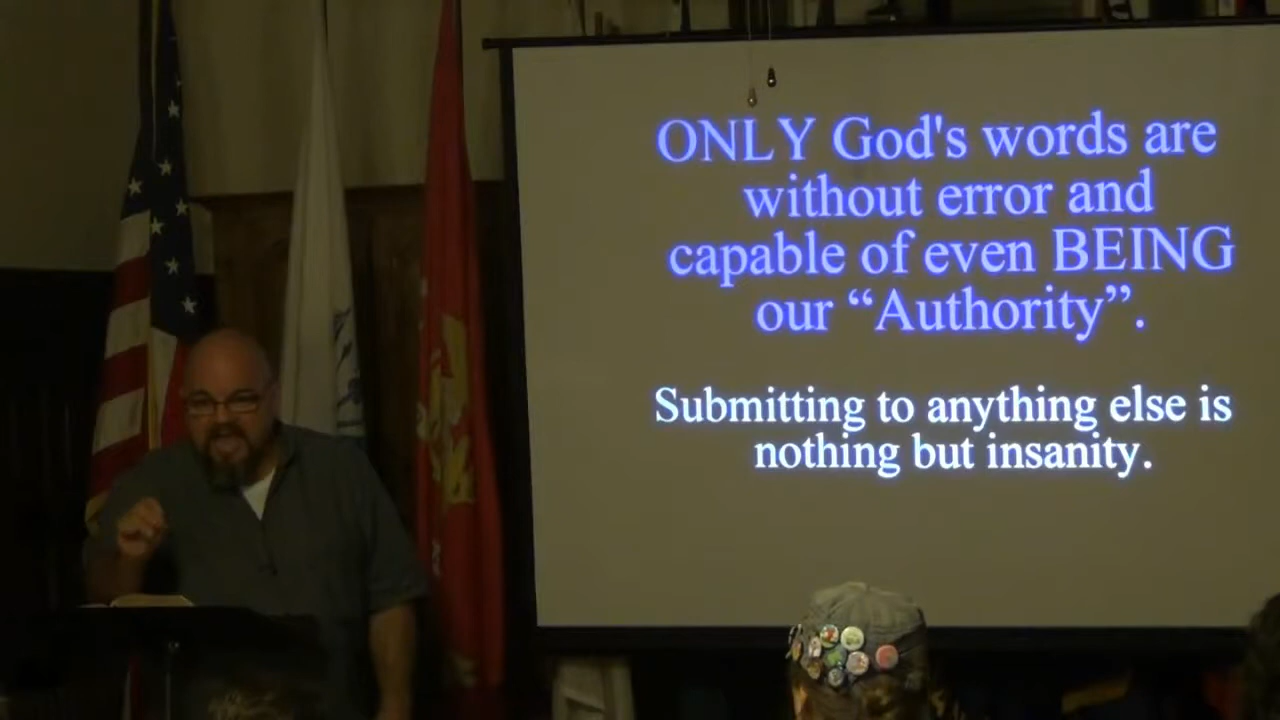 ONLY God's words are
without error and
capable of even BEING
our “Authority”.
Submitting to anything else is
nothing but insanity.